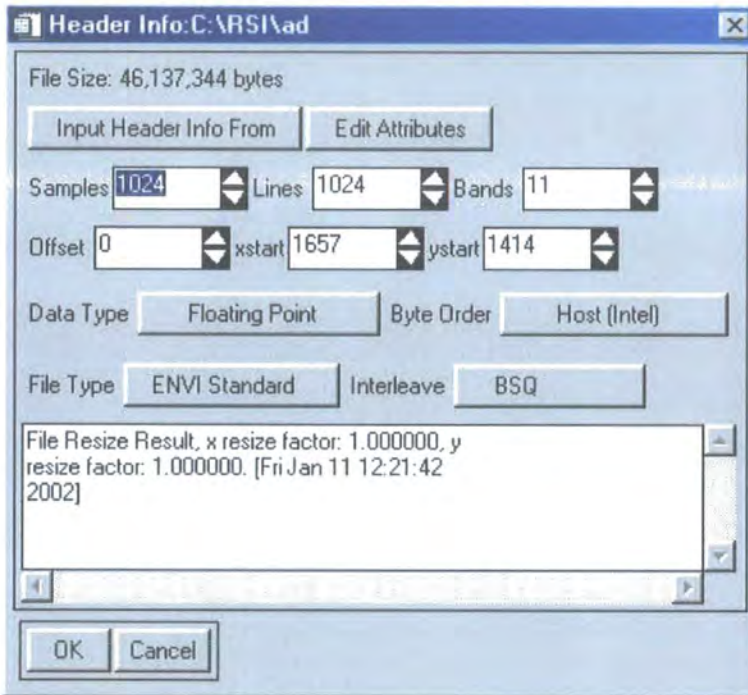 Header Info:C:\RSI\ad
File Size: 46,137,344 bytes
Input Header Info From Edit Attributes
Samples 1024 Lines 1024 Bands 11
Offset 0 xstart 1657 ystart 1414
Data Type Floating Point Byte Order Host (Intel)
File Type ENVI Standard Interleave BSQ
File Resize Result, x resize factor: 1.000000, y
resize factor: 1.000000. [Fri Jan 11 12:21:42
2002]
OK Cancel